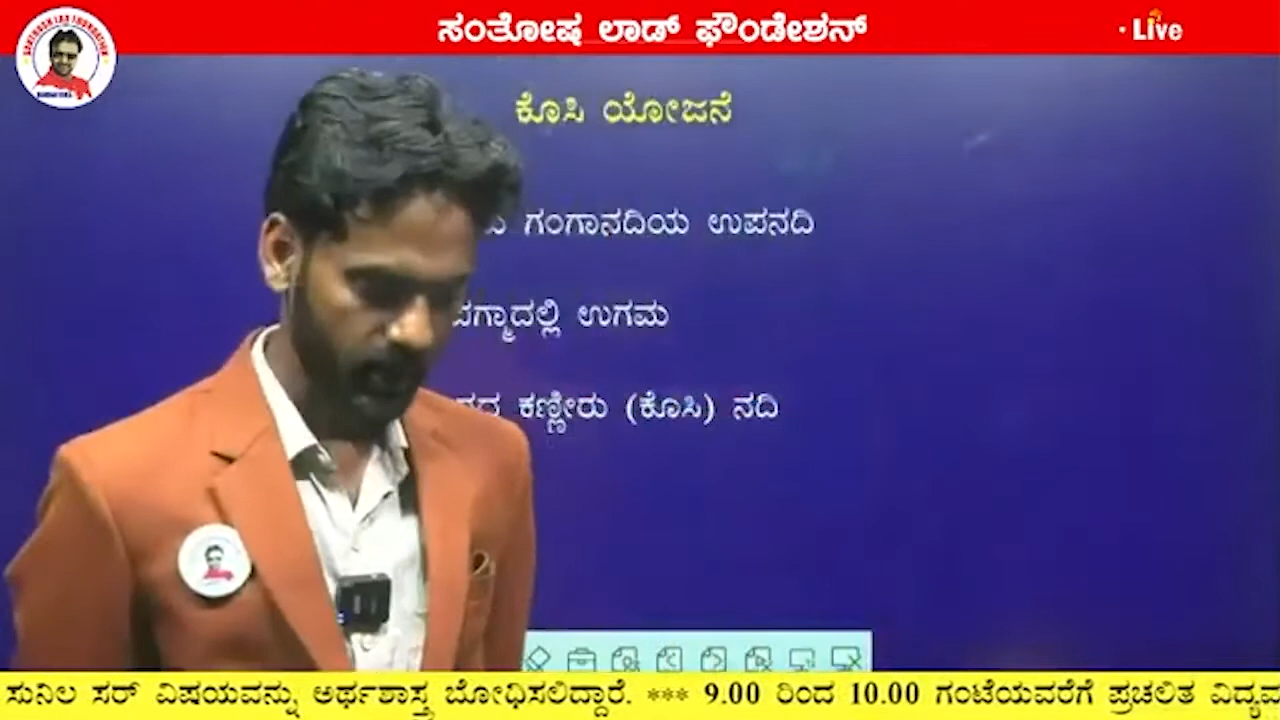 ಸಂತೋಷ ಲಾಡ್ ಫೌಂಡೇಶನ್
Live
ಕೊಸಿ ಯೋಜನೆ
ಗಂಗಾನದಿಯ ಉಪನದಿ
ಉಗಮ
ಕಣ್ಣೀರು (ಕೊಸಿ) ನದಿ
ಸುನಿಲ ಸರ್ ವಿಷಯವನ್ನು ಅರ್ಥಶಾಸ್ತ್ರ ಬೋಧಿಸಲಿದ್ದಾರೆ. *** 9.00 ರಿಂದ 10.00 ಗಂಟೆಯವರೆಗೆ ಪ್ರಚಲಿತ